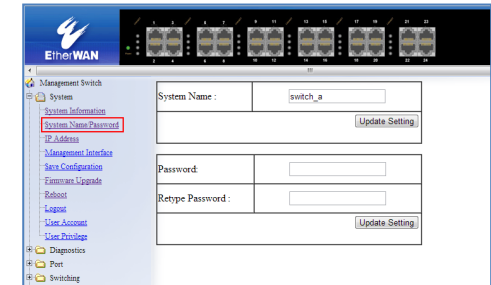 1 3 5 7 9 11 13 15 17 19 21 23
2 4 6 8 10 12 14 16 18 20 22 24
EtherWAN
Management Switch
System
System Information
System Name/Password
IP Address
Management Interface
Save Configuration
Firmware Upgrade
Reboot
Logout
User Account
User Privilege
Diagnostics
Port
Switching
System Name :
switch_a
Update Setting
Password:
Retype Password :
Update Setting